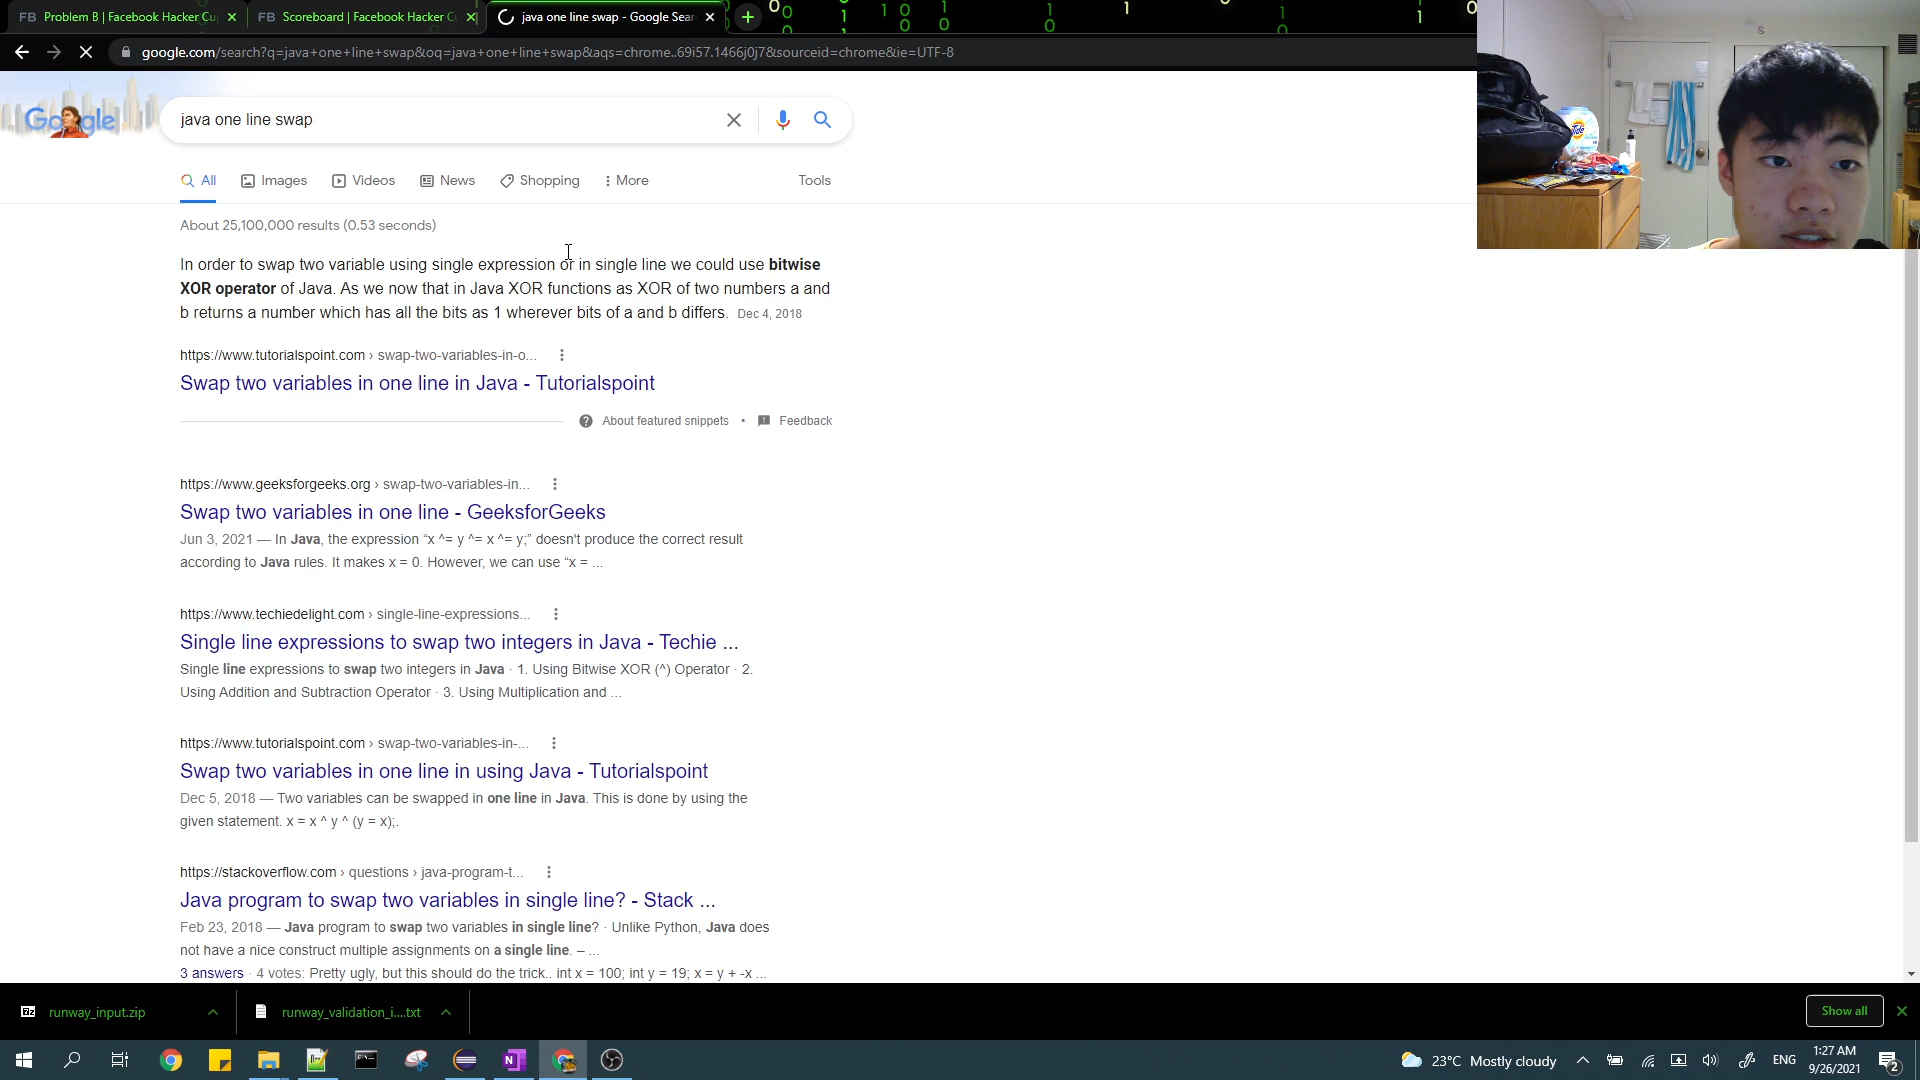 FB Problem B | Facebook Hacker Cu
FB Scoreboard | Facebook Hacker C
java one line swap - Google Sear
google.com/search?q=java+one+line+swap&oq=java+one+line+swap&aqs=chrome..69i57.1466j0j7&sourceid=chrome&ie=UTF-8
Google
java one line swap
All Images Videos News Shopping More Tools
About 25,100,000 results (0.53 seconds)
In order to swap two variable using single expression or in single line we could use bitwise
XOR operator of Java. As we now that in Java XOR functions as XOR of two numbers a and
b returns a number which has all the bits as 1 wherever bits of a and b differs. Dec 4, 2018
https://www.tutorialspoint.com › swap-two-variables-in-o...
Swap two variables in one line in Java - Tutorialspoint
About featured snippets • Feedback
https://www.geeksforgeeks.org › swap-two-variables-in...
Swap two variables in one line - GeeksforGeeks
Jun 3, 2021 — In Java, the expression “x ^= y ^= x ^= y;” doesn't produce the correct result
according to Java rules. It makes x = 0. However, we can use “x = ...
https://www.techiedelight.com › single-line-expressions...
Single line expressions to swap two integers in Java - Techie ...
Single line expressions to swap two integers in Java · 1. Using Bitwise XOR (^) Operator · 2.
Using Addition and Subtraction Operator · 3. Using Multiplication and ...
https://www.tutorialspoint.com › swap-two-variables-in-...
Swap two variables in one line in using Java - Tutorialspoint
Dec 5, 2018 — Two variables can be swapped in one line in Java. This is done by using the
given statement. x = x ^ y ^ (y = x);.
https://stackoverflow.com › questions › java-program-t...
Java program to swap two variables in single line? - Stack ...
Feb 23, 2018 — Java program to swap two variables in single line? · Unlike Python, Java does
not have a nice construct multiple assignments on a single line. – ...
3 answers · 4 votes: Pretty ugly, but this should do the trick.. int x = 100; int y = 19; x = y + -x ...
Tide
runway_input.zip
runway_validation_i....txt
Show all
23°C Mostly cloudy
ENG
1:27 AM
9/26/2021
2